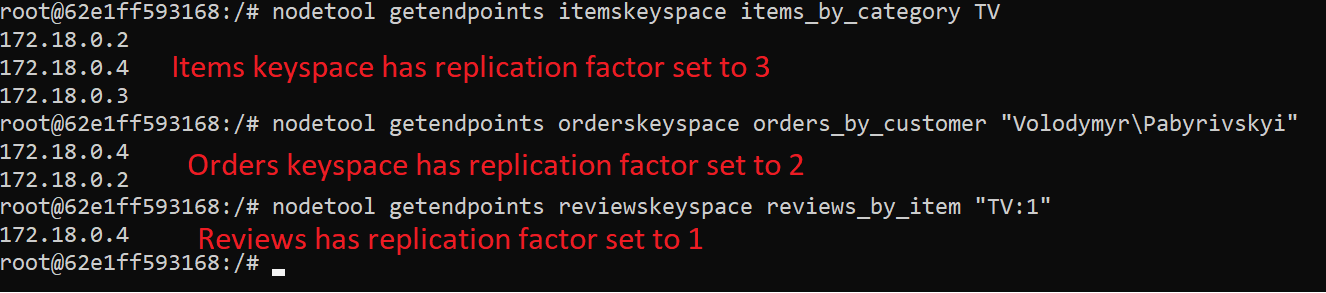 root@62e1ff593168:/# nodetool getendpoints itemskeyspace items_by_category TV
172.18.0.2
172.18.0.4
Items keyspace has replication factor set to 3
172.18.0.3
root@62e1ff593168:/# nodetool getendpoints orderskeyspace orders_by_customer "Volodymyr\Pabyrivskyi"
172.18.0.4
Orders keyspace has replication factor set to 2
172.18.0.2
root@62e1ff593168:/# nodetool getendpoints reviewskeyspace reviews_by_item "TV:1"
172.18.0.4
Reviews has replication factor set to 1
root@62e1ff593168:/#